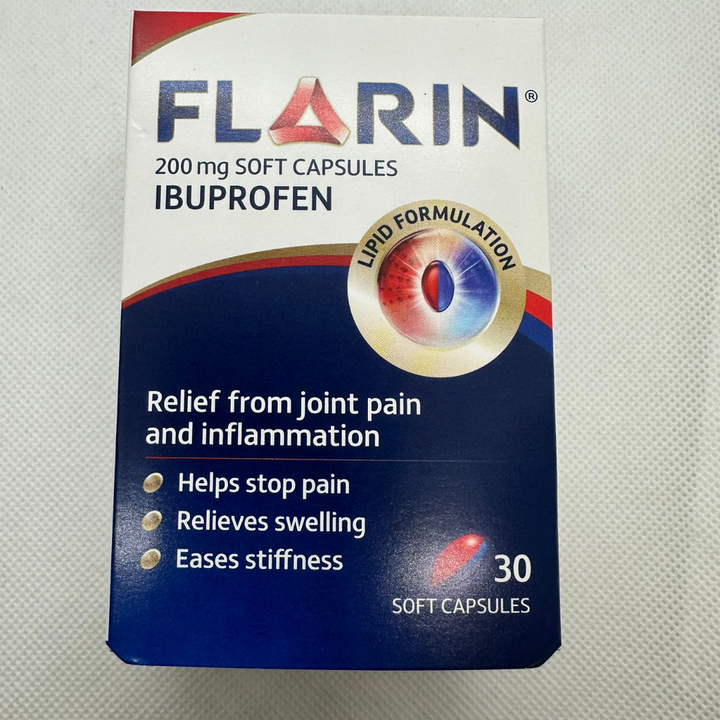 FLARIN®
200 mg SOFT CAPSULES
IBUPROFEN
LIPID FORMULATION
Relief from joint pain
and inflammation
Helps stop pain
Relieves swelling
Eases stiffness
30
SOFT CAPSULES